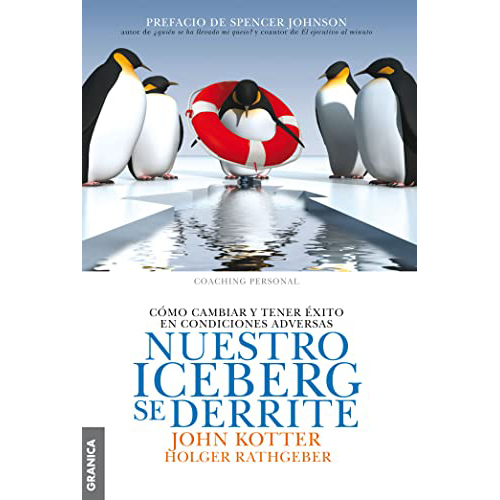 PREFACIO DE SPENCER JOHNSON
autor de ¿quién se ha llevado mi queso? y coautor de El ejecutivo al minuto
COACHING PERSONAL
CÓMO CAMBIAR Y TENER ÉXITO
EN CONDICIONES ADVERSAS
NUESTRO
ICEBERG
SE DERRITE
JOHN KOTTER
HOLGER RATHGEBER
GRANICA